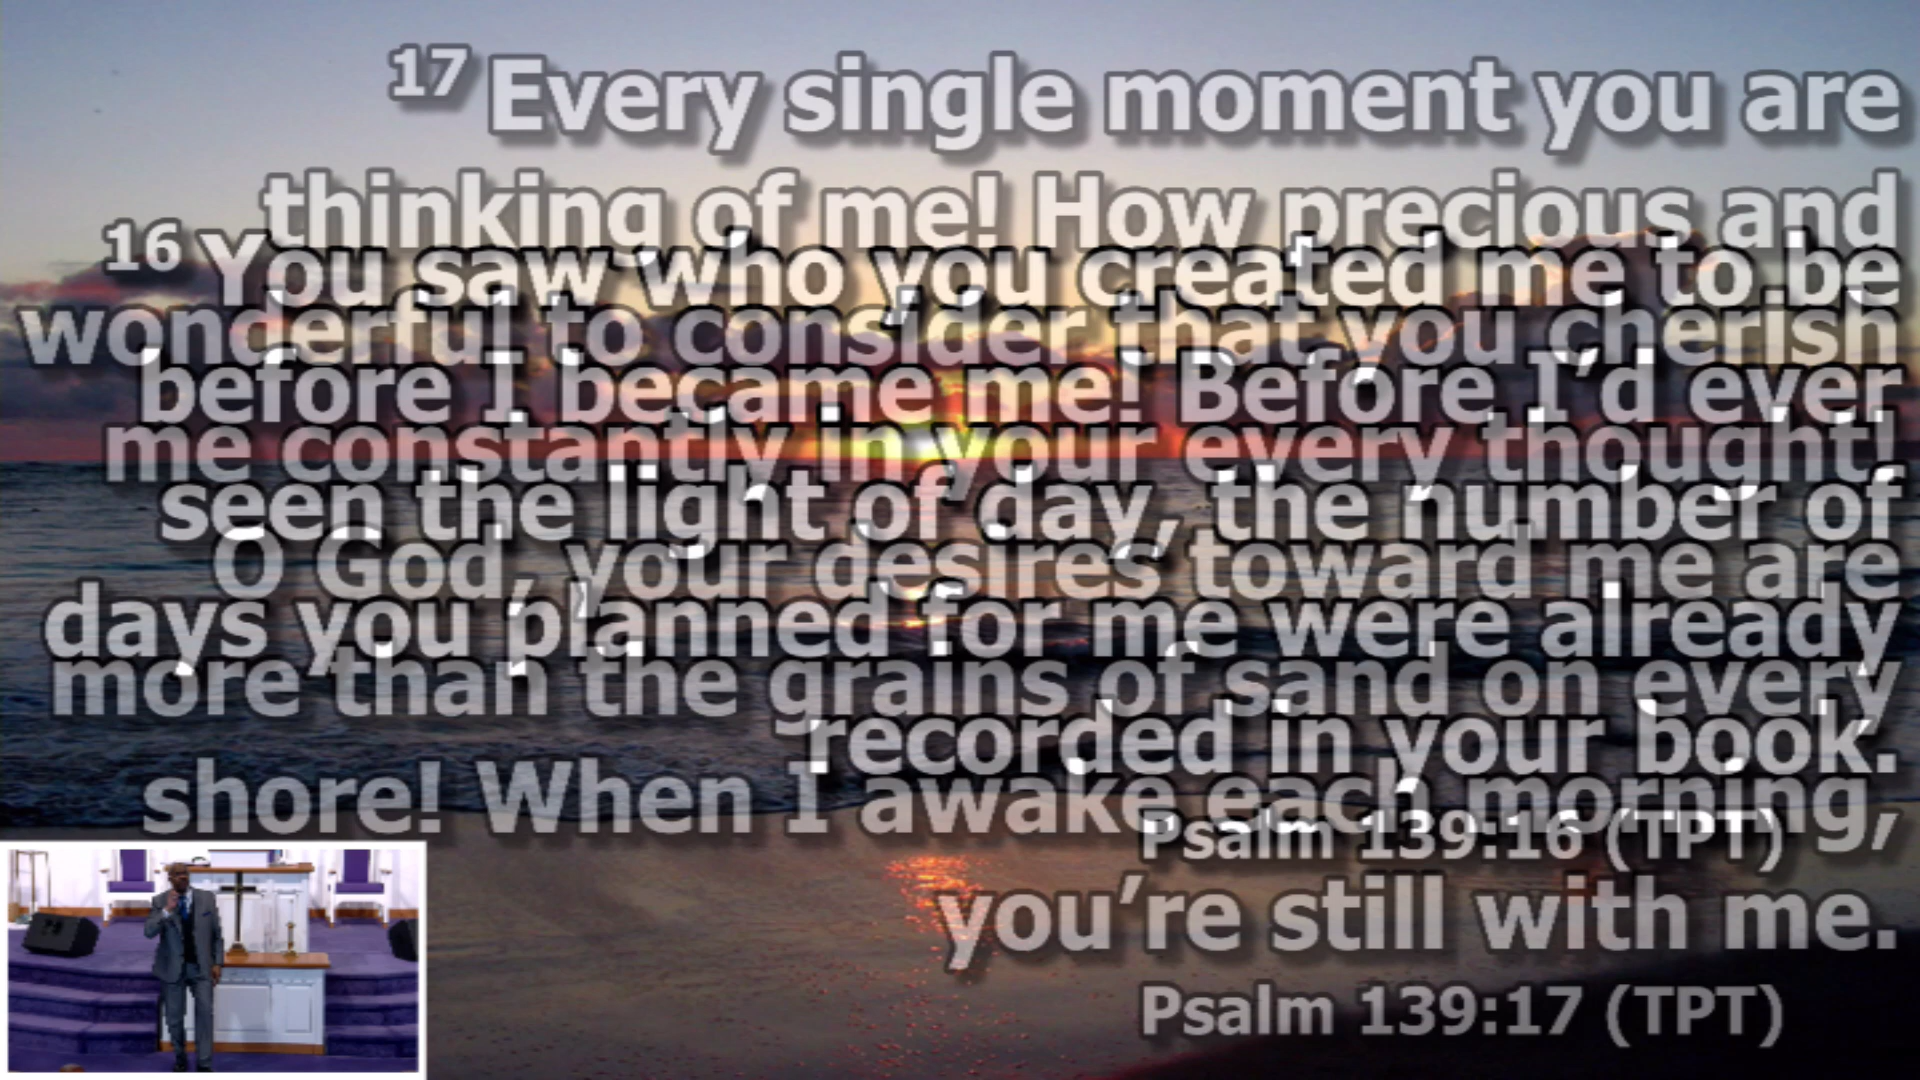 17 Every single moment you are
thinking of me! How precious and
wonderful to consider that you cherish
me constantly in your every thought!
O God, your desires toward me are
more than the grains of sand on every
shore! When I awake each morning,
you’re still with me.
Psalm 139:17 (TPT)
16 You saw who you created me to be
before I became me! Before I’d ever
seen the light of day, the number of
days you planned for me were already
recorded in your book.
Psalm 139:16 (TPT)